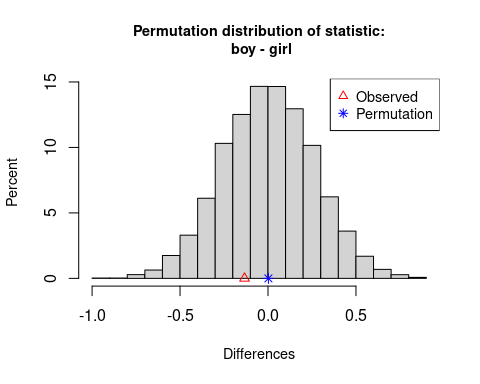 Permutation distribution of statistic:
boy - girl
Observed
Permutation
Percent
15
10
5
0
-1.0 -0.5 0.0 0.5
Differences